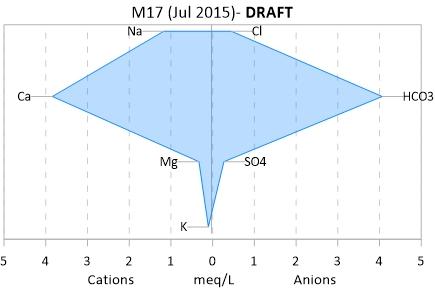 M17 (Jul 2015)- DRAFT
Na Cl
Ca HCO3
Mg SO4
K
5 4 3 2 1 0 1 2 3 4 5
Cations meq/L Anions